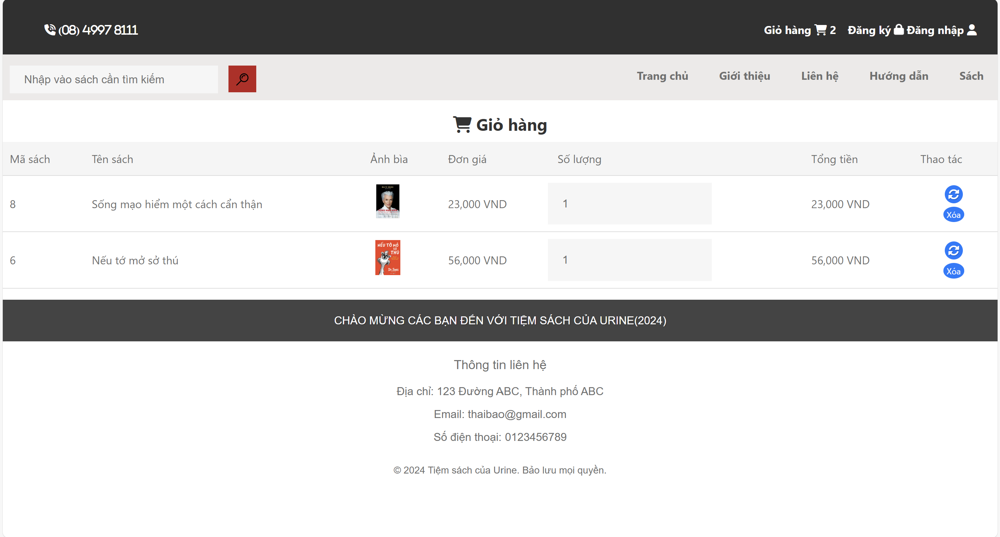 (08) 4997 8111 Giỏ hàng 2 Đăng ký Đăng nhập
Nhập vào sách cần tìm kiếm Trang chủ Giới thiệu Liên hệ Hướng dẫn Sách
Giỏ hàng
Mã sách Tên sách Ảnh bìa Đơn giá Số lượng Tổng tiền Thao tác
MAYE MUSK
SỐNG MẠO HIỂM
8 Sống mạo hiểm một cách cẩn thận 23,000 VND 1 23,000 VND
Xóa
NẾU TỚ MỞ
SỞ
THÚ
Dr. Seuss
6 Nếu tớ mở sở thú 56,000 VND 1 56,000 VND
Xóa
CHÀO MỪNG CÁC BẠN ĐẾN VỚI TIỆM SÁCH CỦA URINE(2024)
Thông tin liên hệ
Địa chỉ: 123 Đường ABC, Thành phố ABC
Email: thaibao@gmail.com
Số điện thoại: 0123456789
© 2024 Tiệm sách của Urine. Bảo lưu mọi quyền.